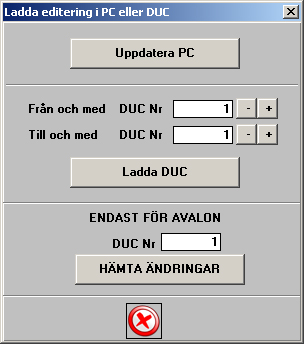 Ladda editering i PC eller DUC
Uppdatera PC
Från och med DUC Nr 1 - +
Till och med DUC Nr 1 - +
Ladda DUC
ENDAST FÖR AVALON
DUC Nr 1
HÄMTA ÄNDRINGAR